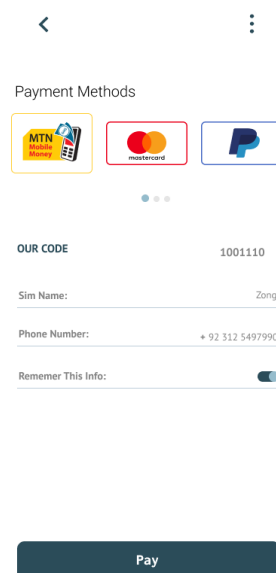 Payment Methods
MTN
Mobile
Money
mastercard
OUR CODE 1001110
Sim Name: Zong
Phone Number: + 92 312 5497990
Rememer This Info:
Pay